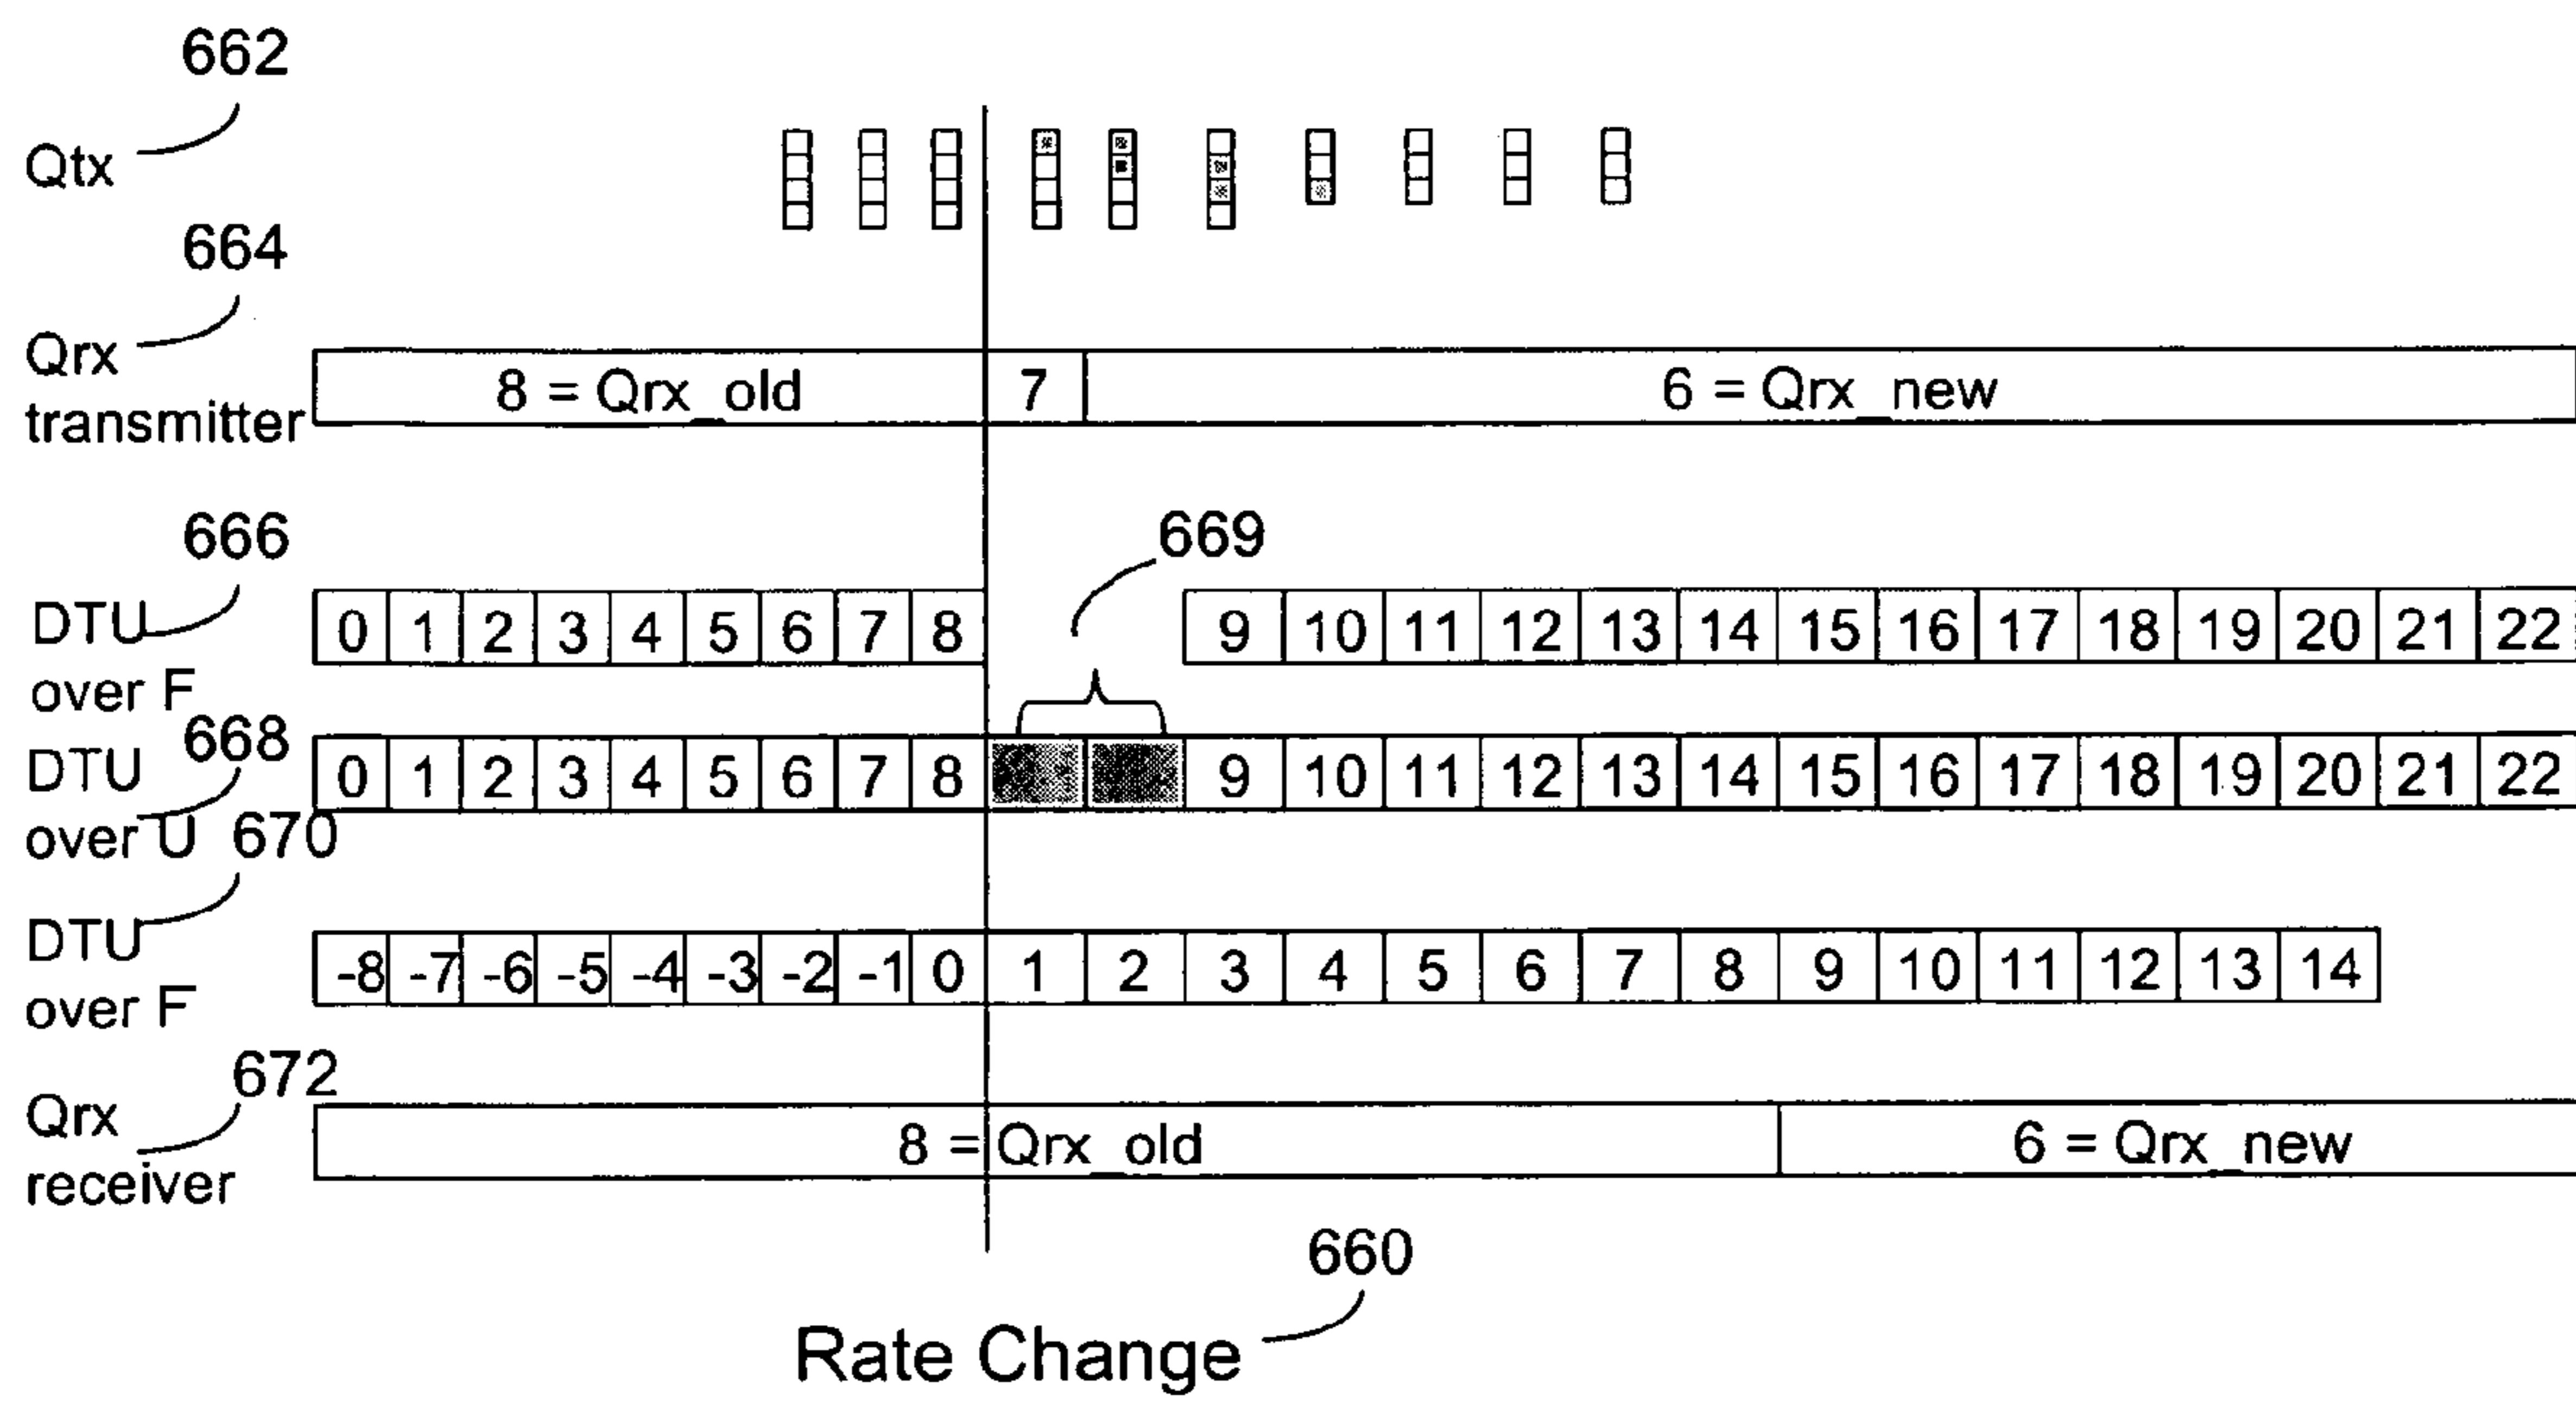 662
Qtx
664
Qrx
transmitter
8 = Qrx_old 7 6 = Qrx_new
666
669
DTU
over F
0 1 2 3 4 5 6 7 8 9 10 11 12 13 14 15 16 17 18 19 20 21 22
668
DTU
over U
0 1 2 3 4 5 6 7 8 9 10 11 12 13 14 15 16 17 18 19 20 21 22
670
DTU
over F
-8 -7 -6 -5 -4 -3 -2 -1 0 1 2 3 4 5 6 7 8 9 10 11 12 13 14
672
Qrx
receiver
8 = Qrx_old 6 = Qrx_new
660
Rate Change